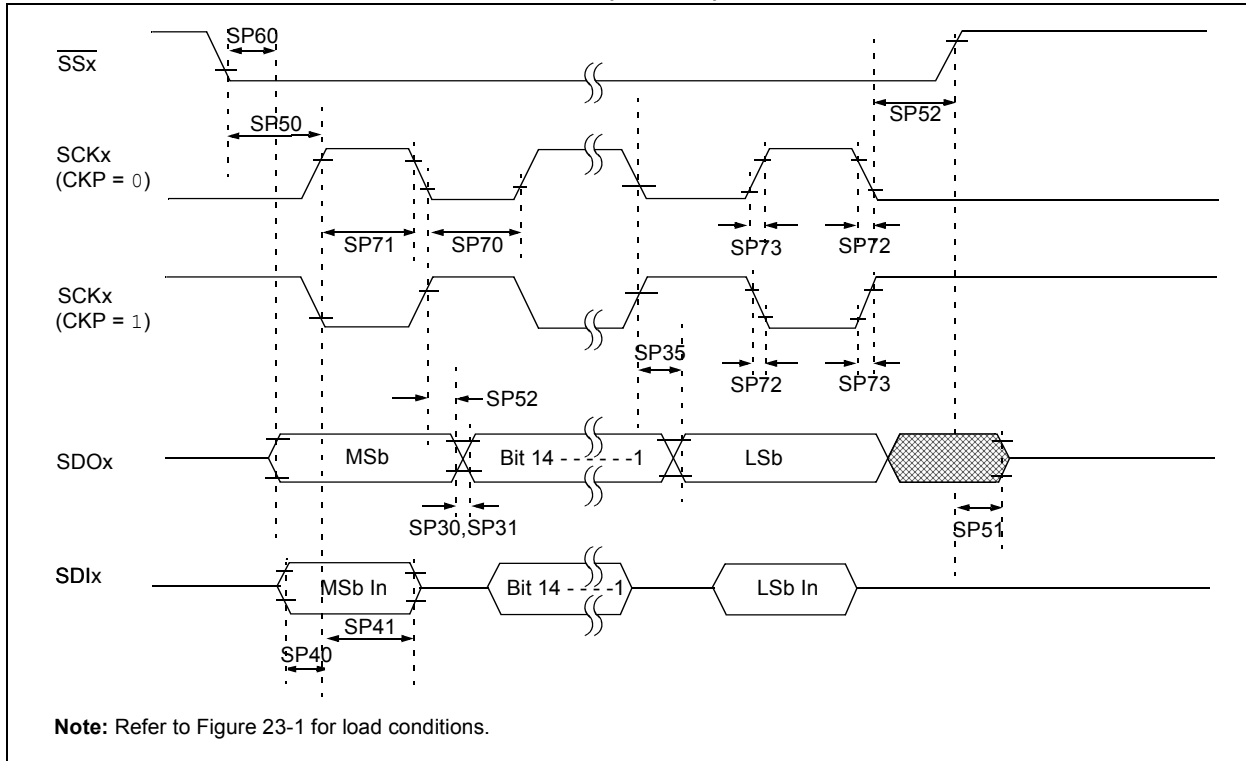 SP60
SSx
SP52
SP50
SCKx
(CKP = 0)
SP71
SP70
SP73
SP72
SCKx
(CKP = 1)
SP35
SP72
SP73
SP52
SDOx
MSb
Bit 14 - - - - - -1
LSb
SP30,SP31
SP51
SDIx
MSb In
Bit 14 - - - -1
LSb In
SP41
SP40
Note: Refer to Figure 23-1 for load conditions.